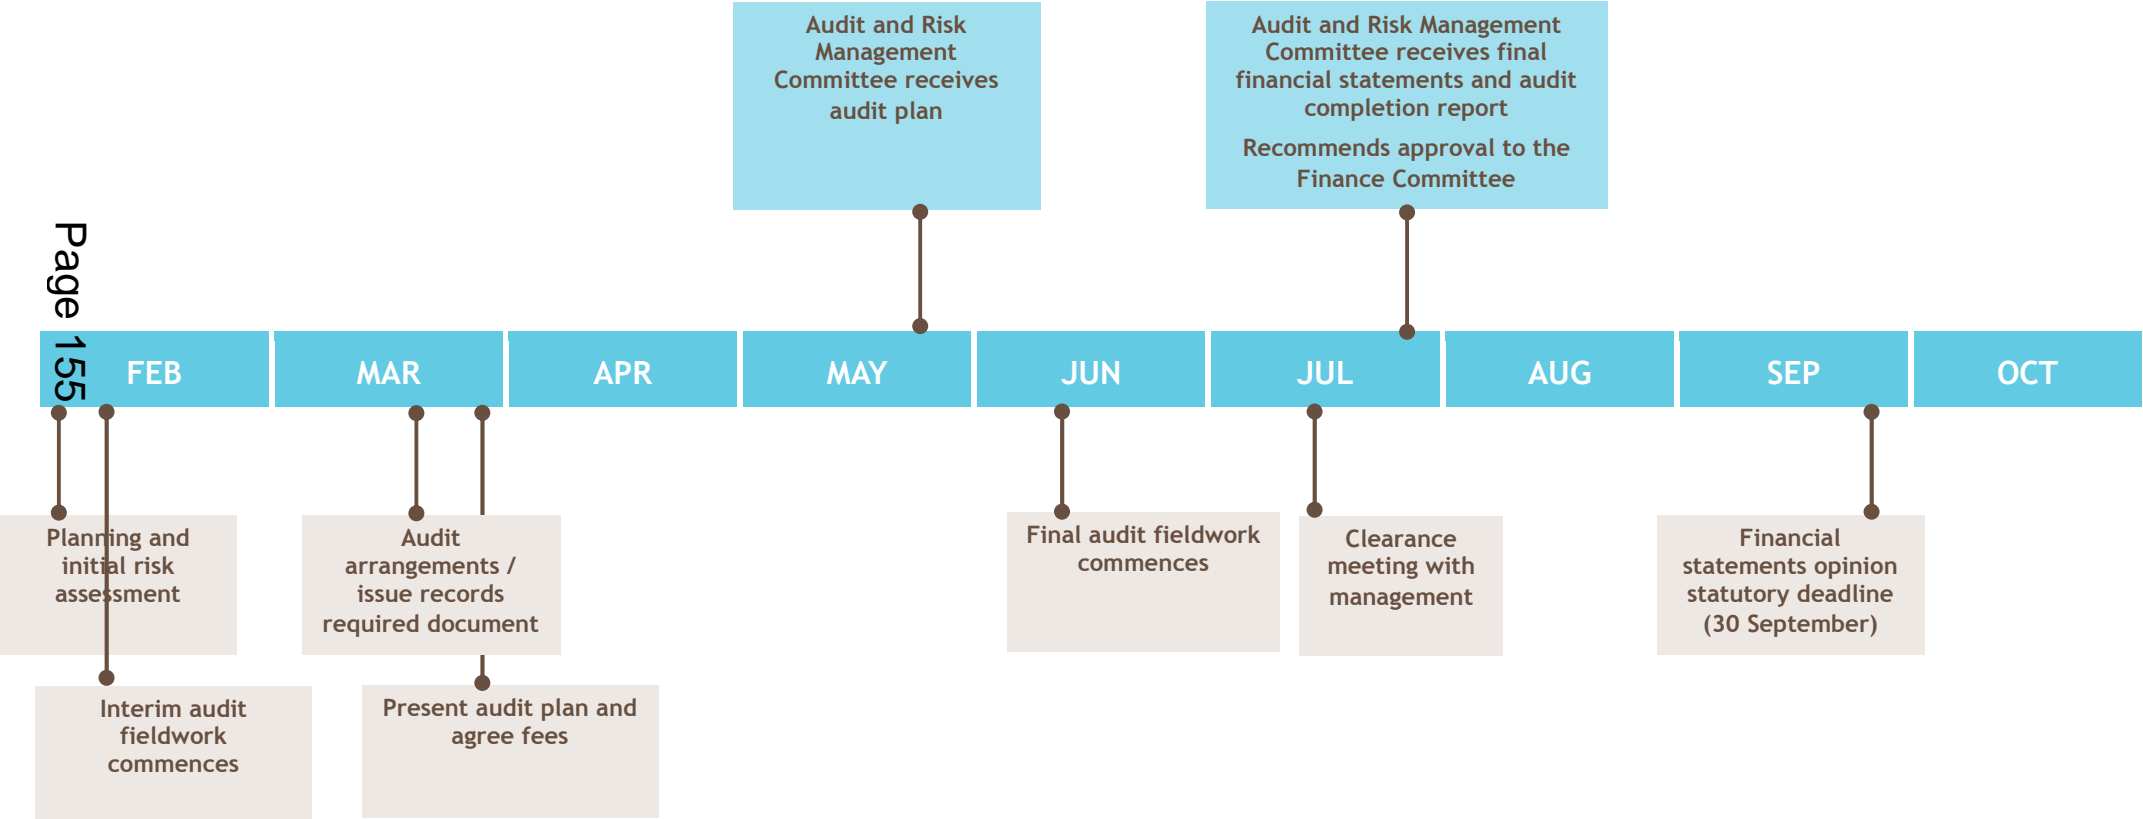 Audit and Risk
Management
Committee receives
audit plan
Audit and Risk Management
Committee receives final
financial statements and audit
completion report
Recommends approval to the
Finance Committee
Page 155
FEB
MAR
APR
MAY
JUN
JUL
AUG
SEP
OCT
Planning and
initial risk
assessment
Audit
arrangements /
issue records
required document
Final audit fieldwork
commences
Clearance
meeting with
management
Financial
statements opinion
statutory deadline
(30 September)
Interim audit
fieldwork
commences
Present audit plan and
agree fees